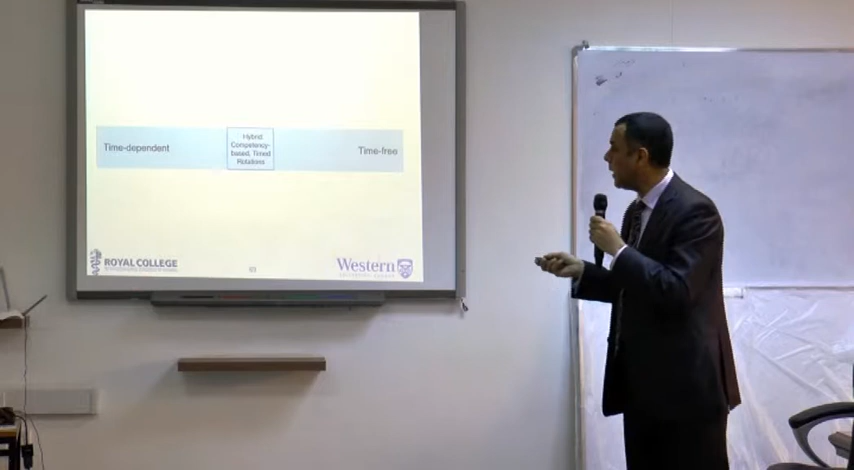 Time-dependent
Hybrid:
Competency-
based, Timed
Rotations
Time-free
ROYAL COLLEGE
Western